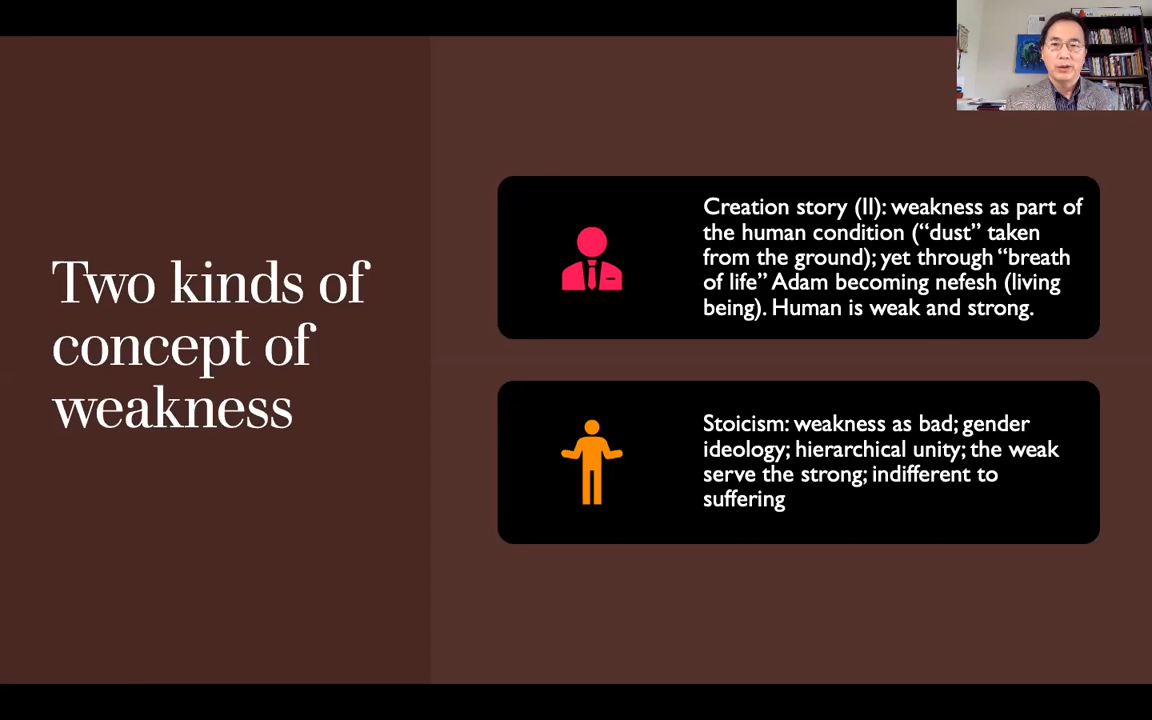 Two kinds of
concept of
weakness
Creation story (II): weakness as part of
the human condition (“dust” taken
from the ground); yet through “breath
of life” Adam becoming nefesh (living
being). Human is weak and strong.
Stoicism: weakness as bad; gender
ideology; hierarchical unity; the weak
serve the strong; indifferent to
suffering